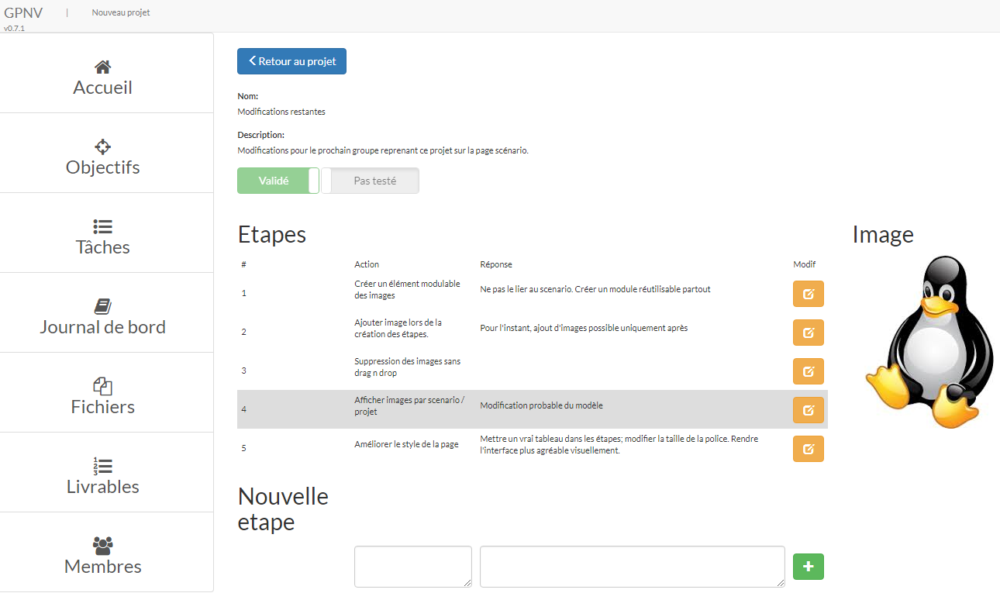 GPNV | Nouveau projet
v0.7.1
Accueil
Objectifs
Tâches
Journal de bord
Fichiers
Livrables
Membres
Retour au projet
Nom:
Modifications restantes
Description:
Modifications pour le prochain groupe reprenant ce projet sur la page scénario.
Validé Pas testé
Etapes
# Action Réponse Modif
1 Créer un élément modulable
des images Ne pas le lier au scenario. Créer un module réutilisable partout
2 Ajouter image lors de la
création des étapes. Pour l'instant, ajout d'images possible uniquement après
3 Suppression des images sans
drag n drop
4 Afficher images par scenario /
projet Modification probable du modèle
5 Améliorer le style de la page Mettre un vrai tableau dans les étapes; modifier la taille de la police. Rendre
l'interface plus agréable visuellement.
Nouvelle
etape
Image